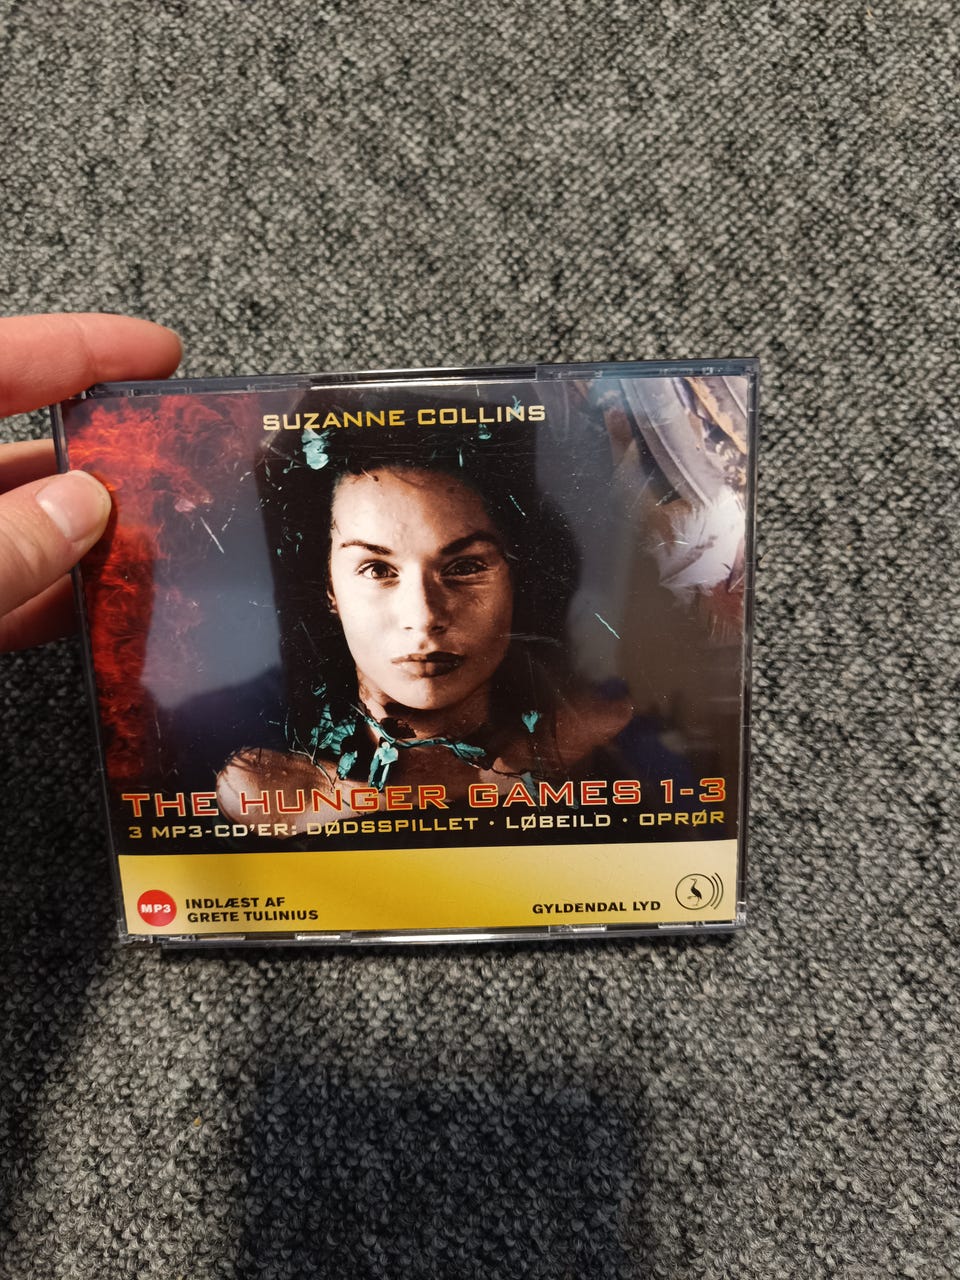 SUZANNE COLLINS
THE HUNGER GAMES 1-3
3 MP3-CD'ER: DØDSSPILLET · LØBEILD · OPRØR
MP3
INDLÆST AF
GRETE TULINIUS
GYLDENDAL LYD